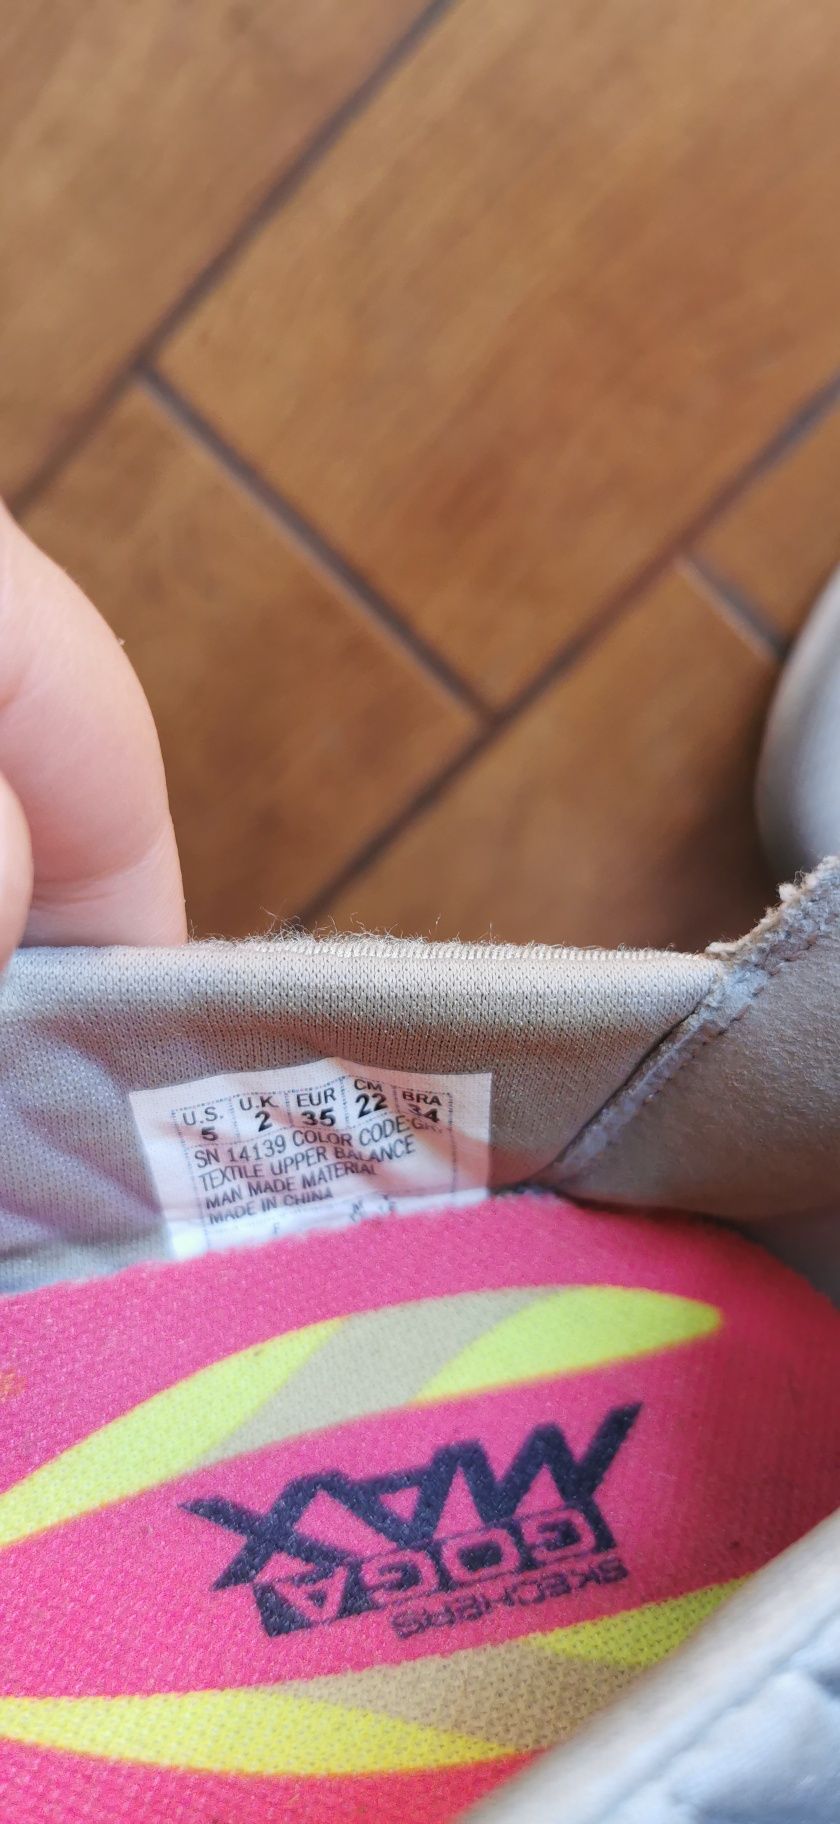 U.S. U.K. EUR CM BRA
5 2 35 22 34
SN 14139 COLOR CODE:
TEXTILE UPPER BALANCE
MAN MADE MATERIAL
MADE IN CHINA
SKECHERS
GOGA
MAX